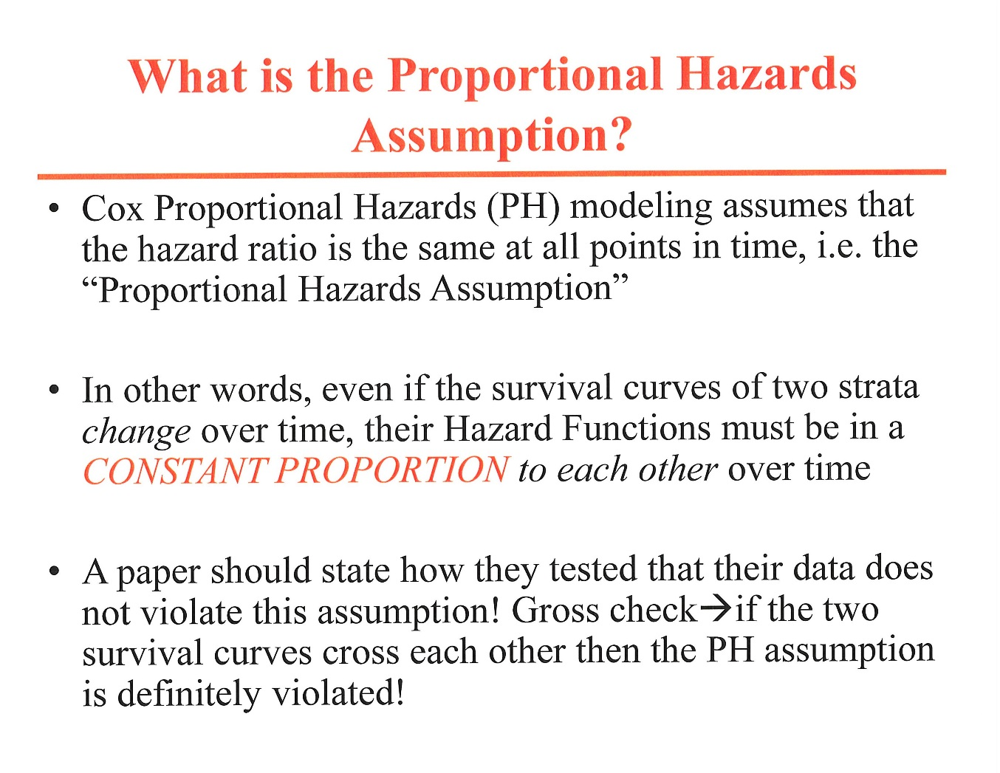 What is the Proportional Hazards
Assumption?
• Cox Proportional Hazards (PH) modeling assumes that
the hazard ratio is the same at all points in time, i.e. the
“Proportional Hazards Assumption”
• In other words, even if the survival curves of two strata
change over time, their Hazard Functions must be in a
CONSTANT PROPORTION to each other over time
• A paper should state how they tested that their data does
not violate this assumption! Gross check→if the two
survival curves cross each other then the PH assumption
is definitely violated!